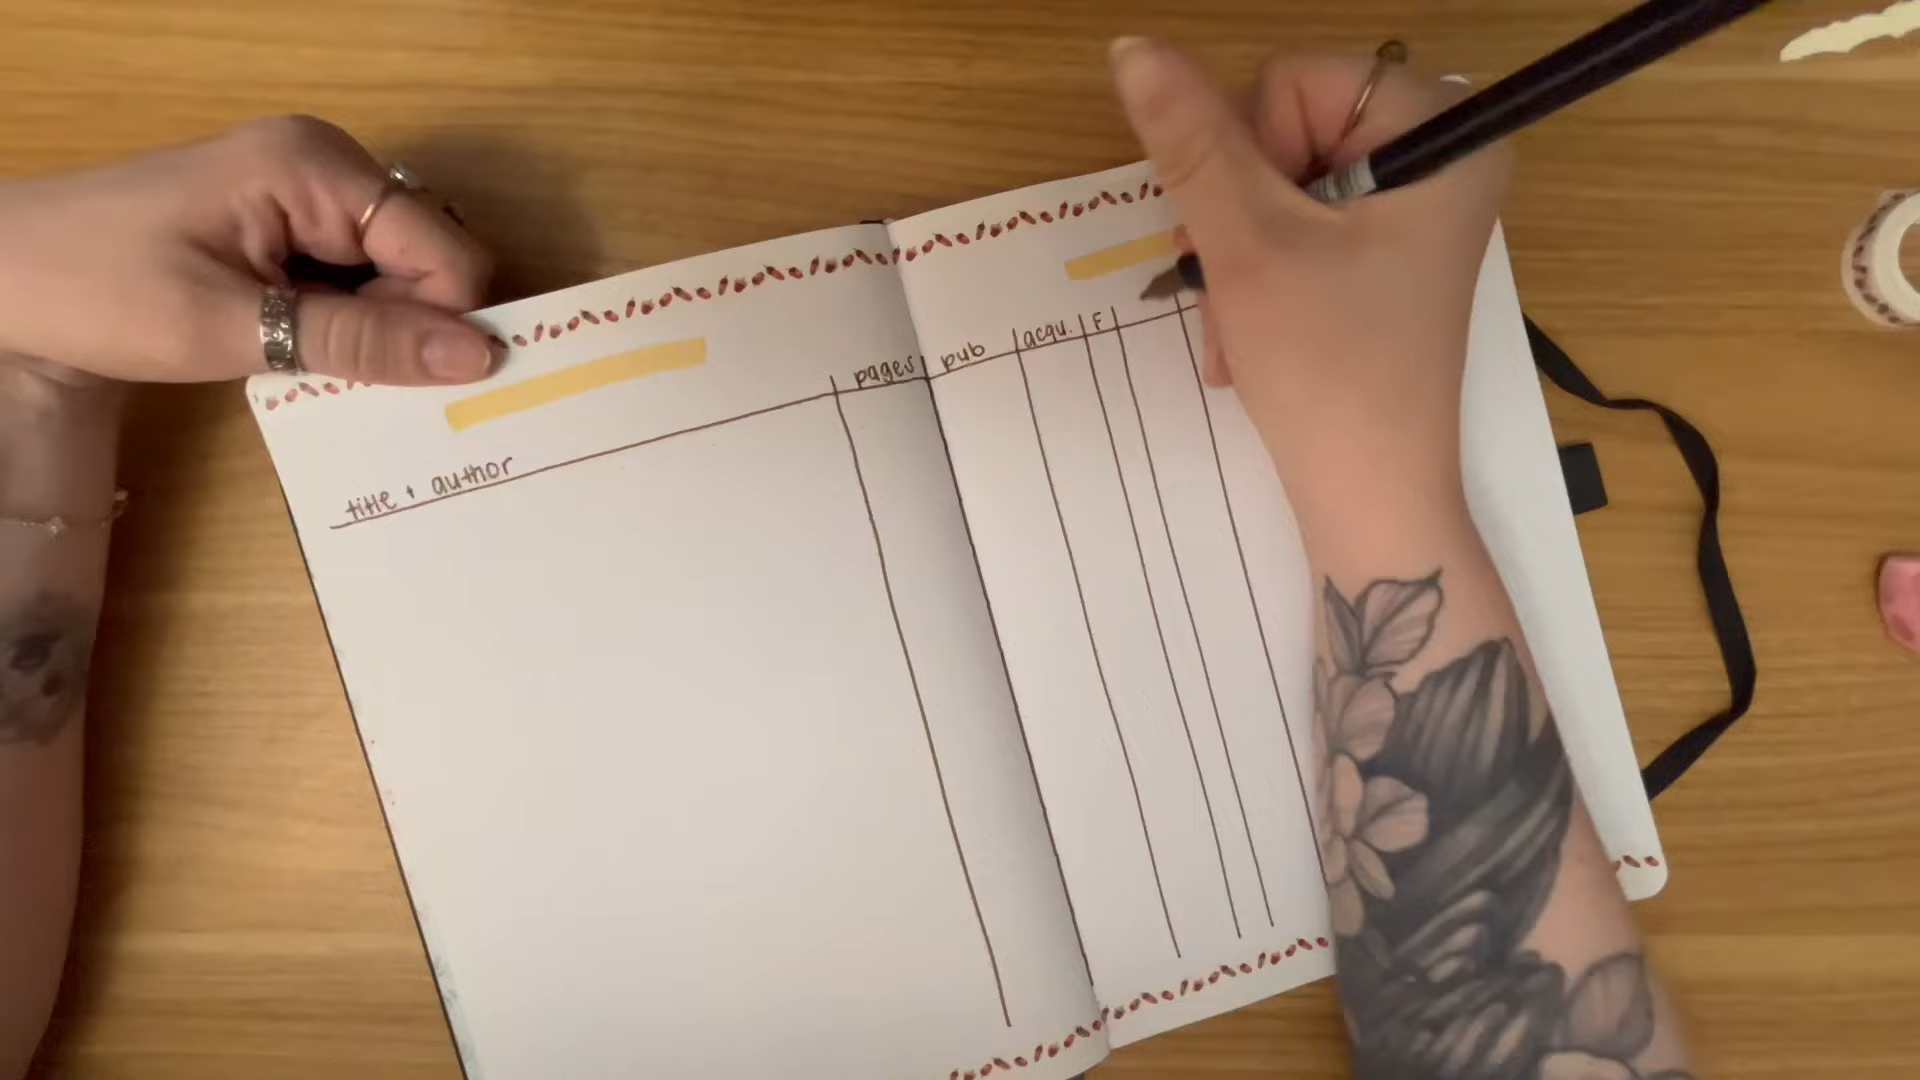 title + author
pages
pub
acqu.
F